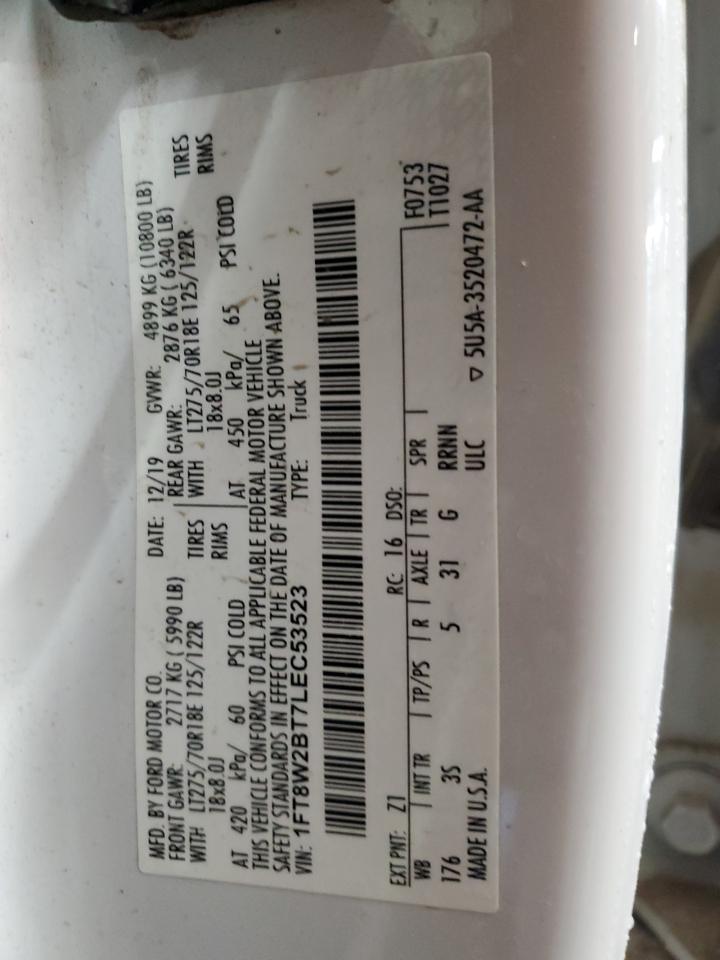 MFD. BY FORD MOTOR CO. DATE: 12/19 GVWR: 4899 KG (10800 LB)
FRONT GAWR: 2717 KG ( 5990 LB) REAR GAWR: 2876 KG ( 6340 LB)
WITH LT275/70R18E 125/122R TIRES WITH LT275/70R18E 125/122R TIRES
18x8.0J RIMS 18x8.0J RIMS
AT 420 kPa/ 60 PSI COLD AT 450 kPa/ 65 PSI COLD
THIS VEHICLE CONFORMS TO ALL APPLICABLE FEDERAL MOTOR VEHICLE
SAFETY STANDARDS IN EFFECT ON THE DATE OF MANUFACTURE SHOWN ABOVE.
VIN: 1FT8W2BT7LEC53523 TYPE: Truck
EXT PNT: Z1 RC: 16 DSO: F0753
WB INT TR TP/PS R AXLE TR SPR T1027
176 3S 5 31 G RRNN
MADE IN U.S.A. ULC ▽ 5U5A-3520472-AA